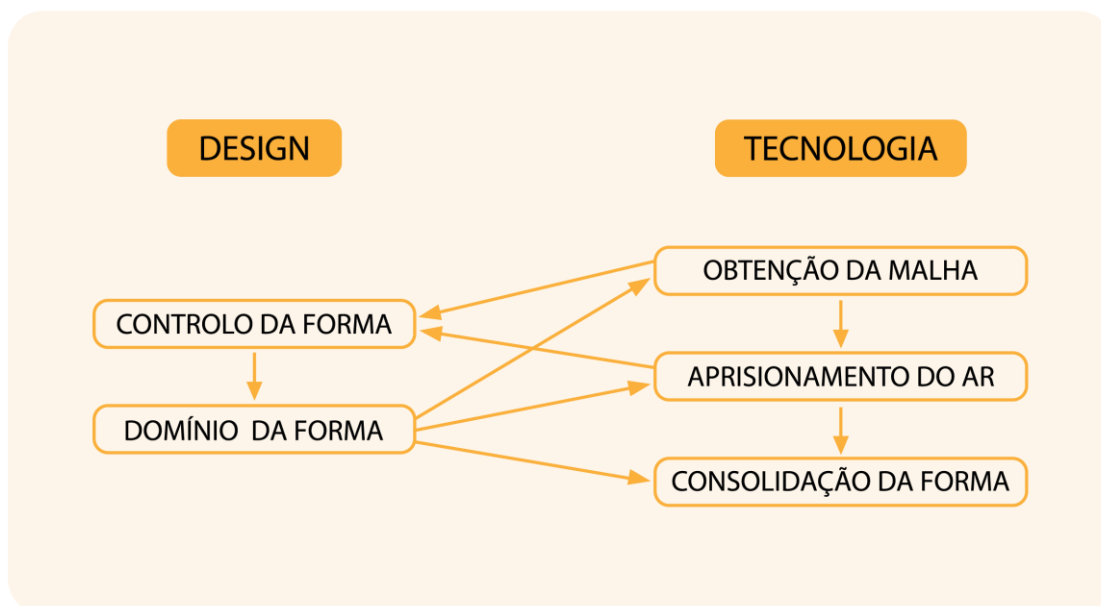 DESIGN
TECNOLOGIA
OBTENÇÃO DA MALHA
CONTROLO DA FORMA
APRISIONAMENTO DO AR
DOMÍNIO DA FORMA
CONSOLIDAÇÃO DA FORMA